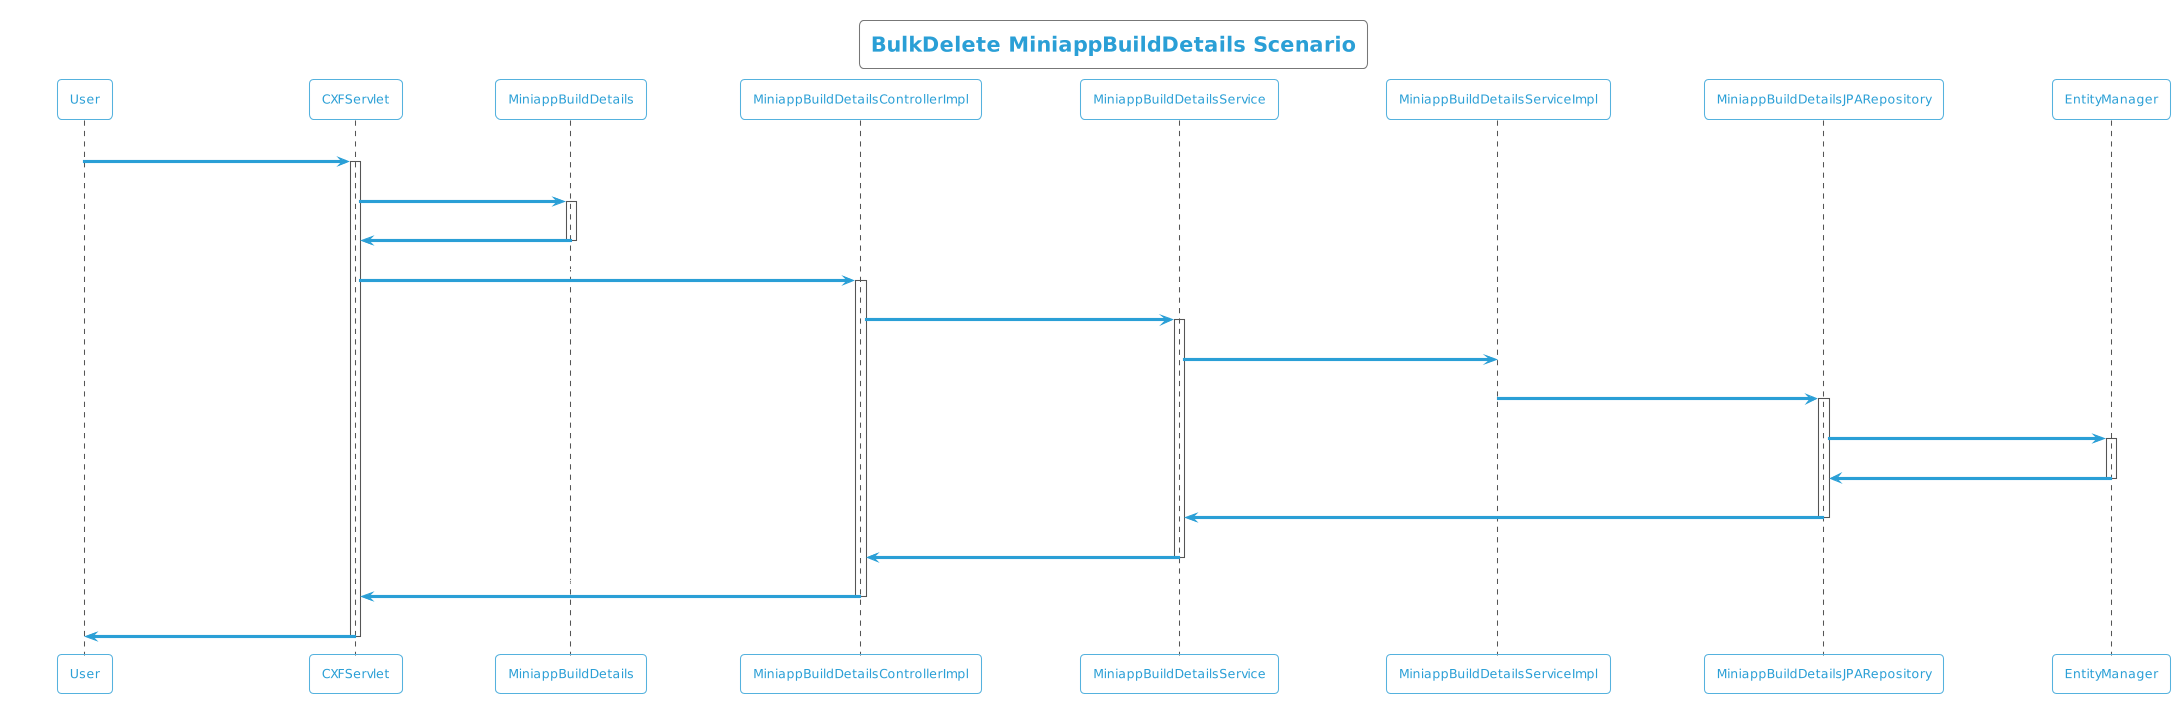 BulkDelete MiniappBuildDetails Scenario
User
CXFServlet
MiniappBuildDetails
MiniappBuildDetailsControllerImpl
MiniappBuildDetailsService
MiniappBuildDetailsServiceImpl
MiniappBuildDetailsJPARepository
EntityManager
User
CXFServlet
MiniappBuildDetails
MiniappBuildDetailsControllerImpl
MiniappBuildDetailsService
MiniappBuildDetailsServiceImpl
MiniappBuildDetailsJPARepository
EntityManager